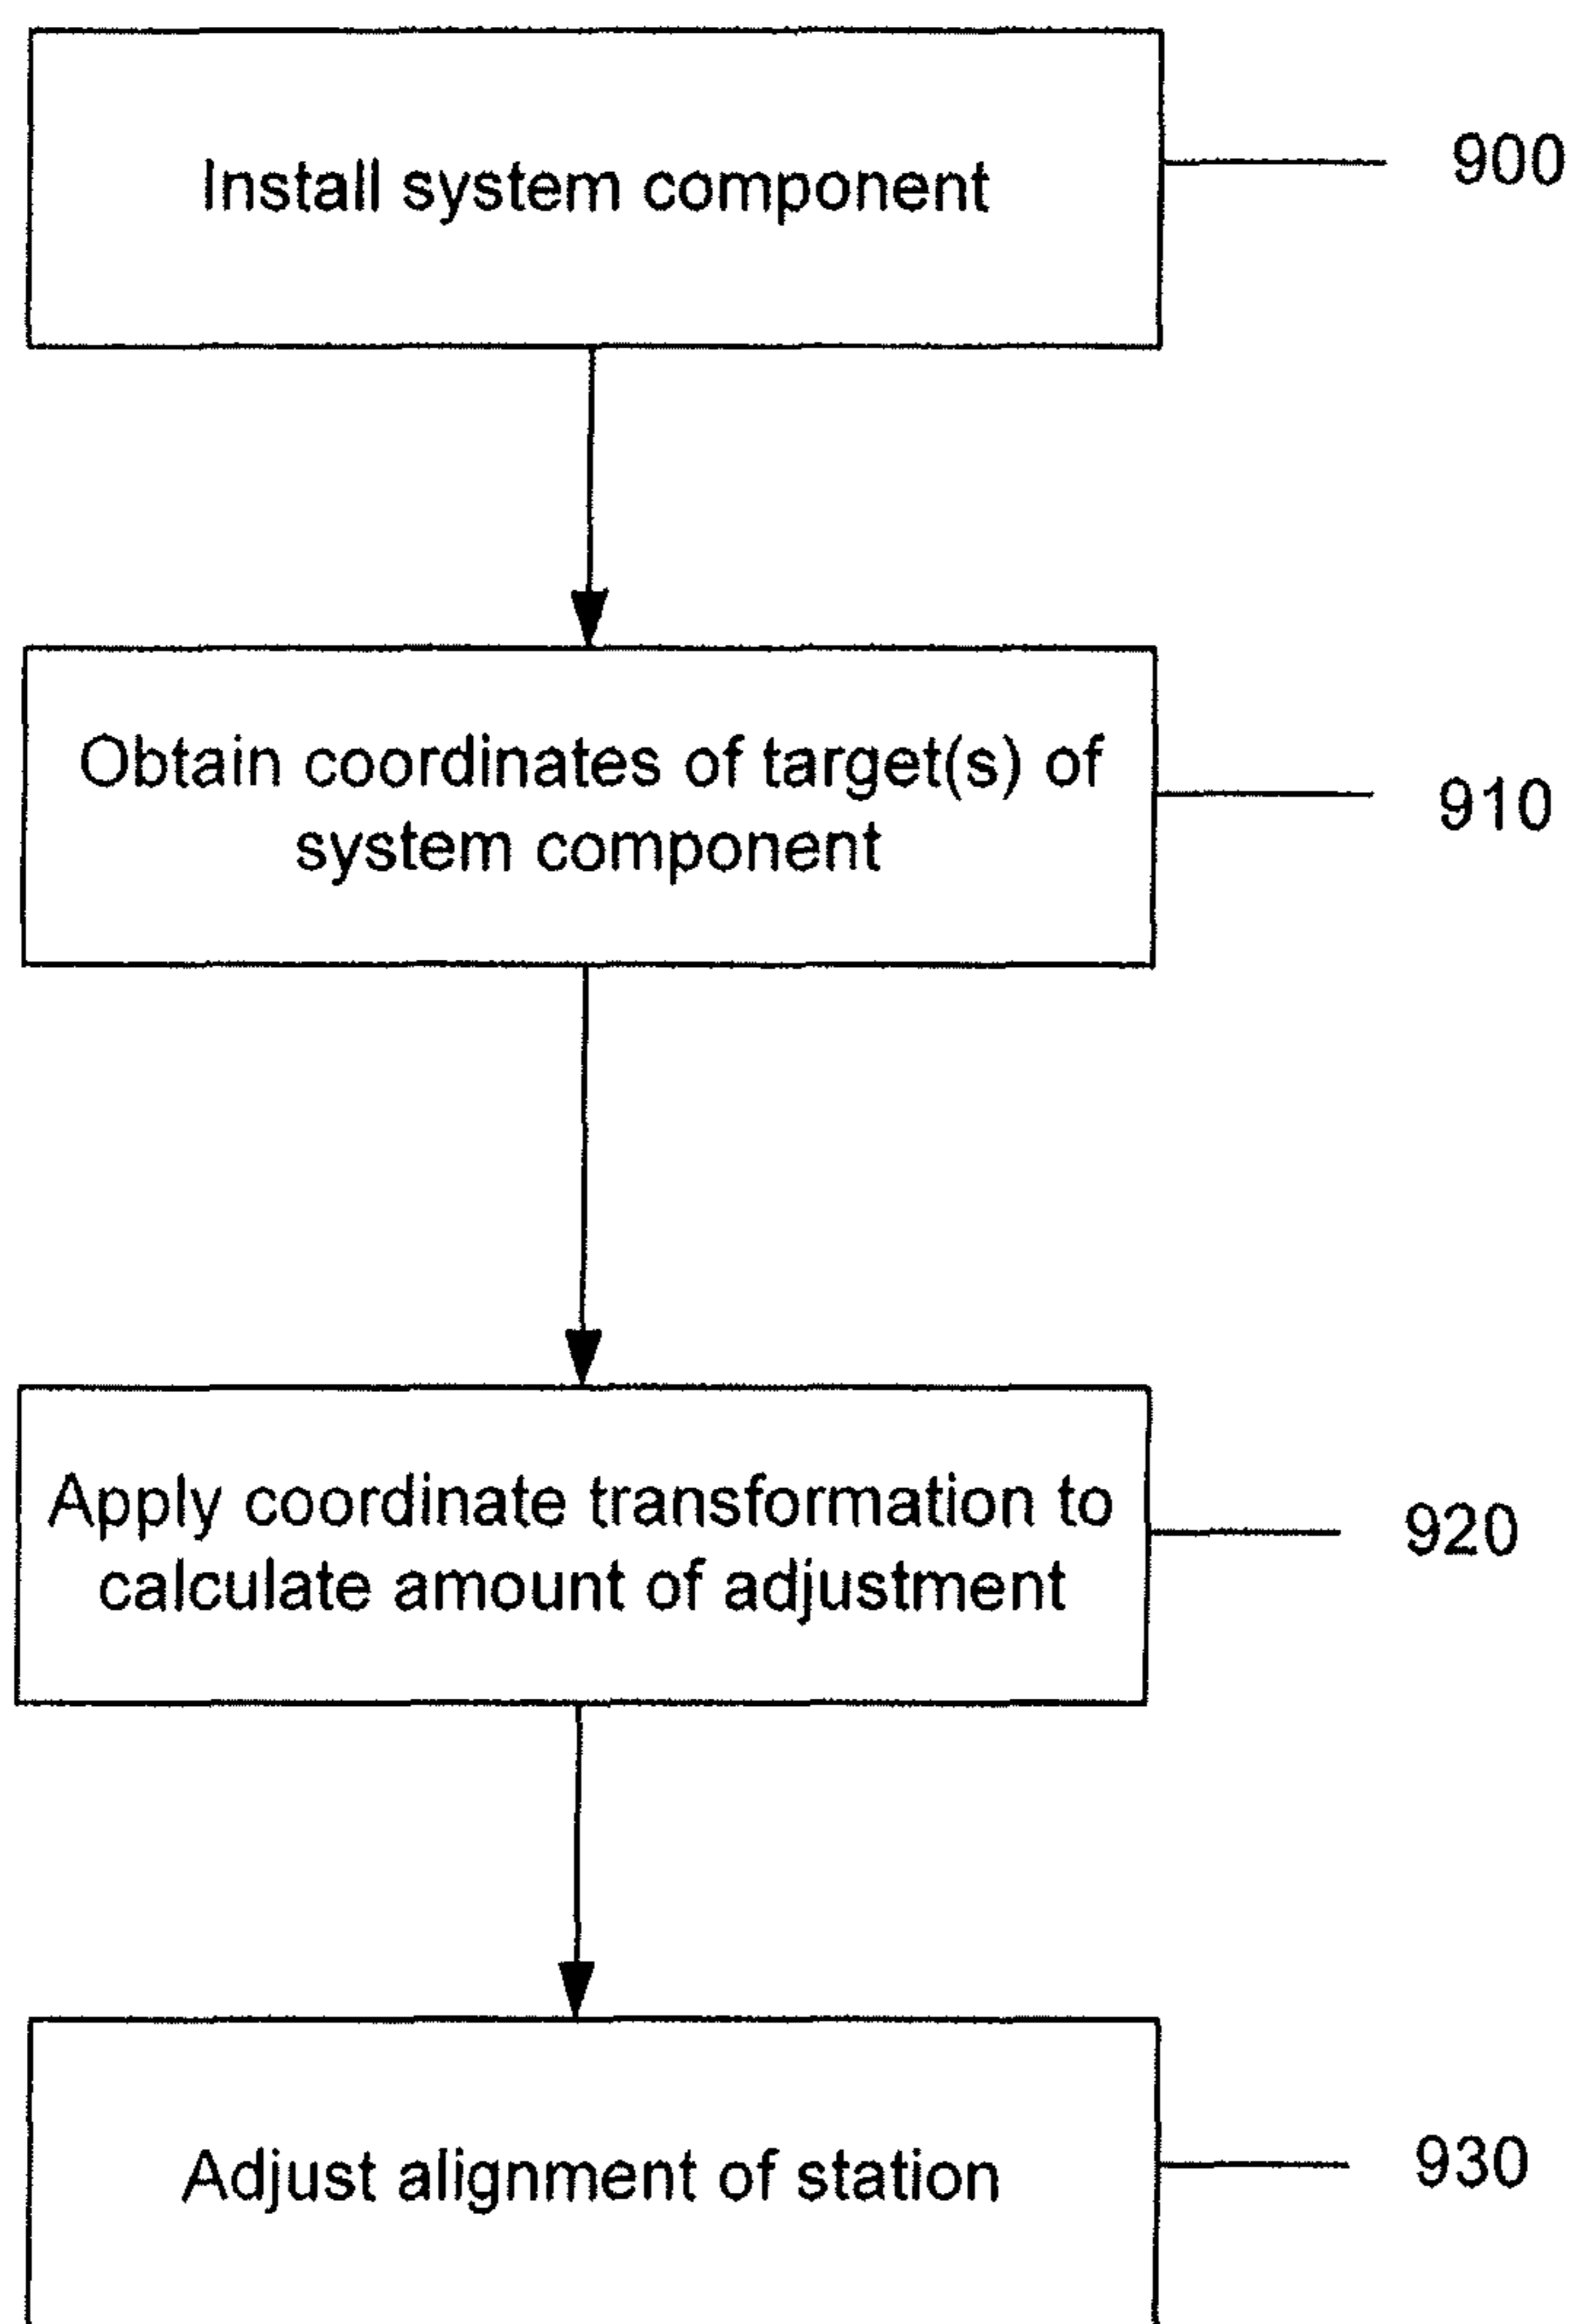 Install system component
900
Obtain coordinates of target(s) of
system component
910
Apply coordinate transformation to
calculate amount of adjustment
920
Adjust alignment of station
930